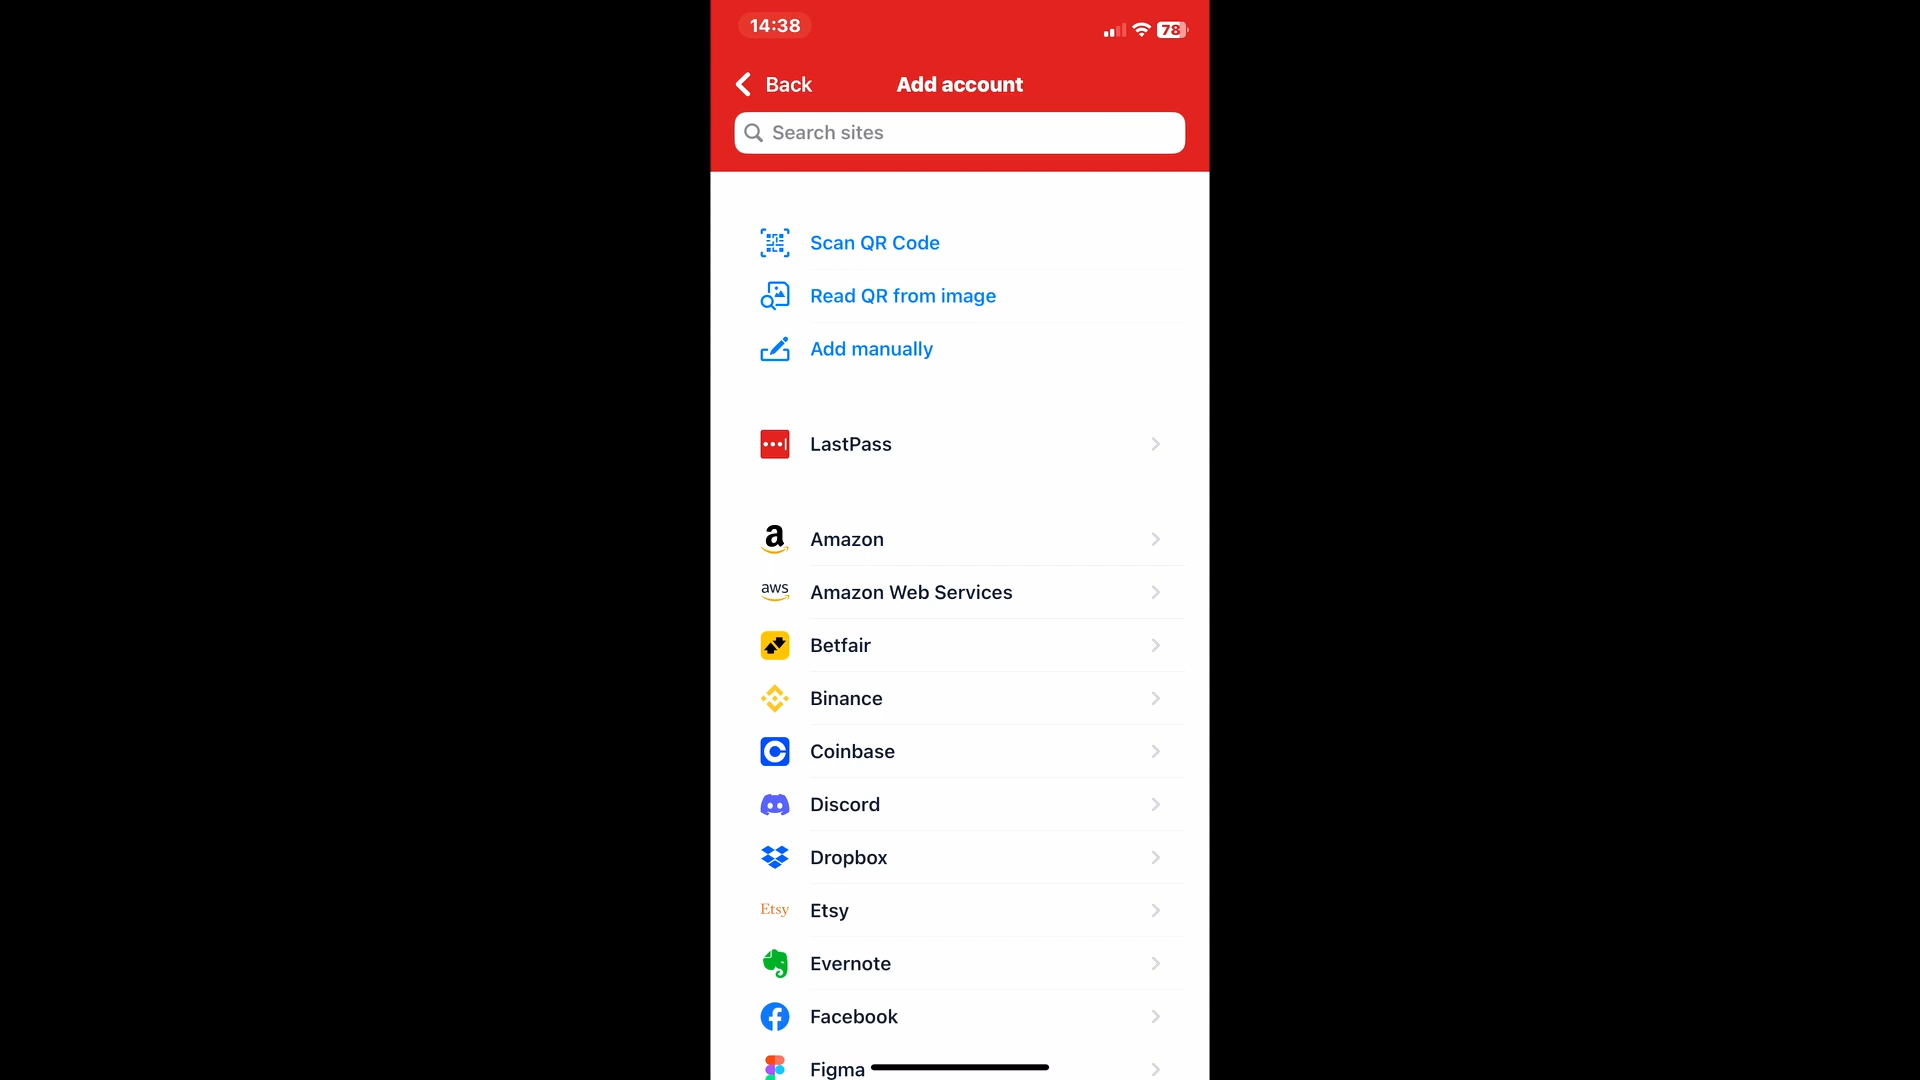 14:38
78
Back
Add account
Search sites
Scan QR Code
Read QR from image
Add manually
LastPass
a Amazon
aws Amazon Web Services
Betfair
Binance
Coinbase
Discord
Dropbox
Etsy Etsy
Evernote
Facebook
Figma